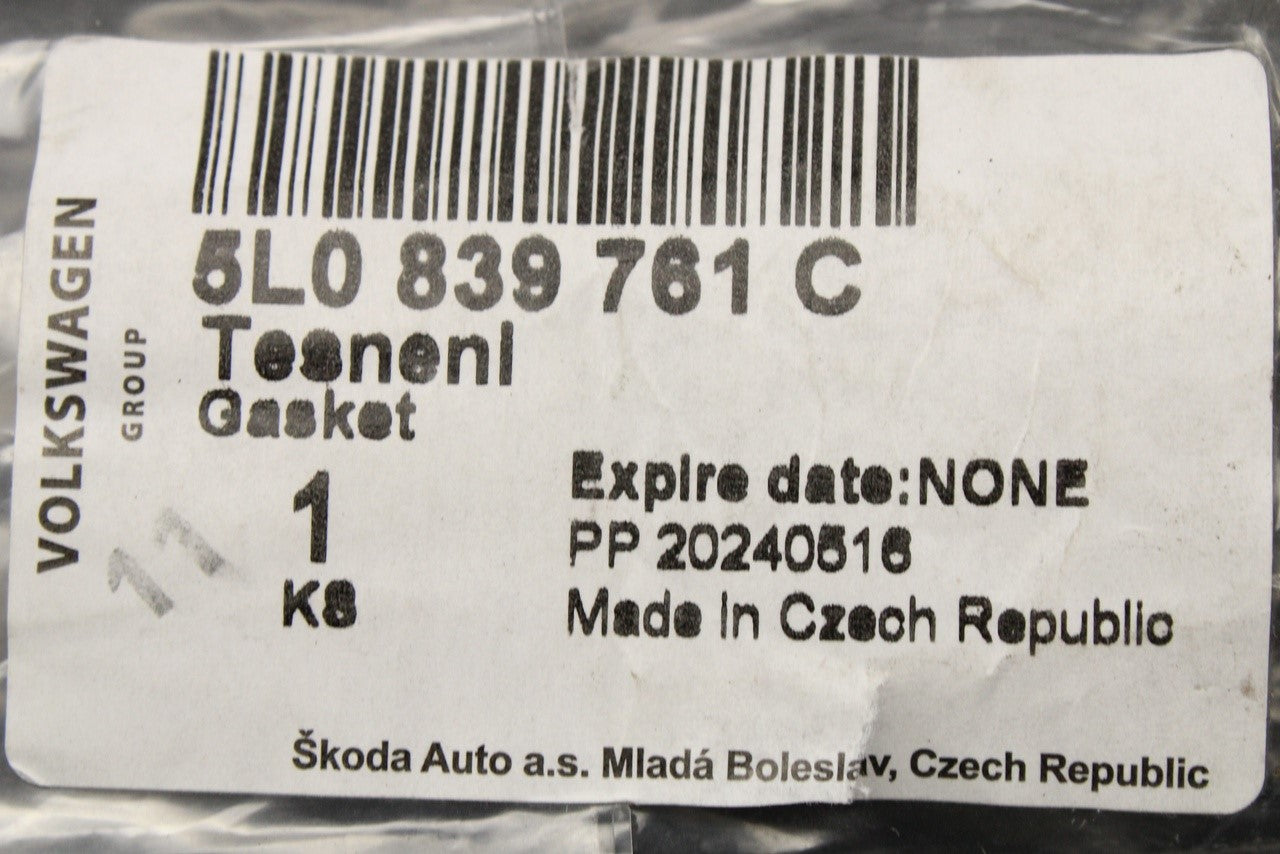 VOLKSWAGEN
GROUP
5L0 839 761 C
Tesneni
Gasket
1
KS
11
Expire date:NONE
PP 20240516
Made in Czech Republic
Škoda Auto a.s. Mladá Boleslav, Czech Republic